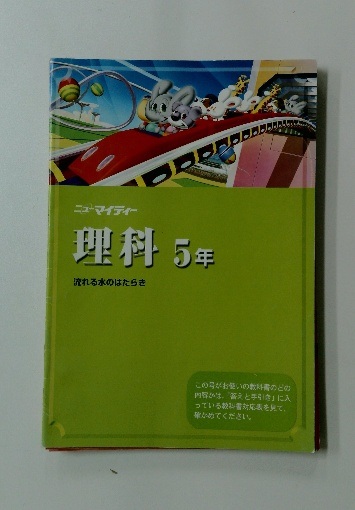 ニューマイティー
理科 5年
流れる水のはたらき
この号がお使いの教科書のどの
内容かは,「答えと手引き」に入
っている教科書対応表を見て,
確かめてください。